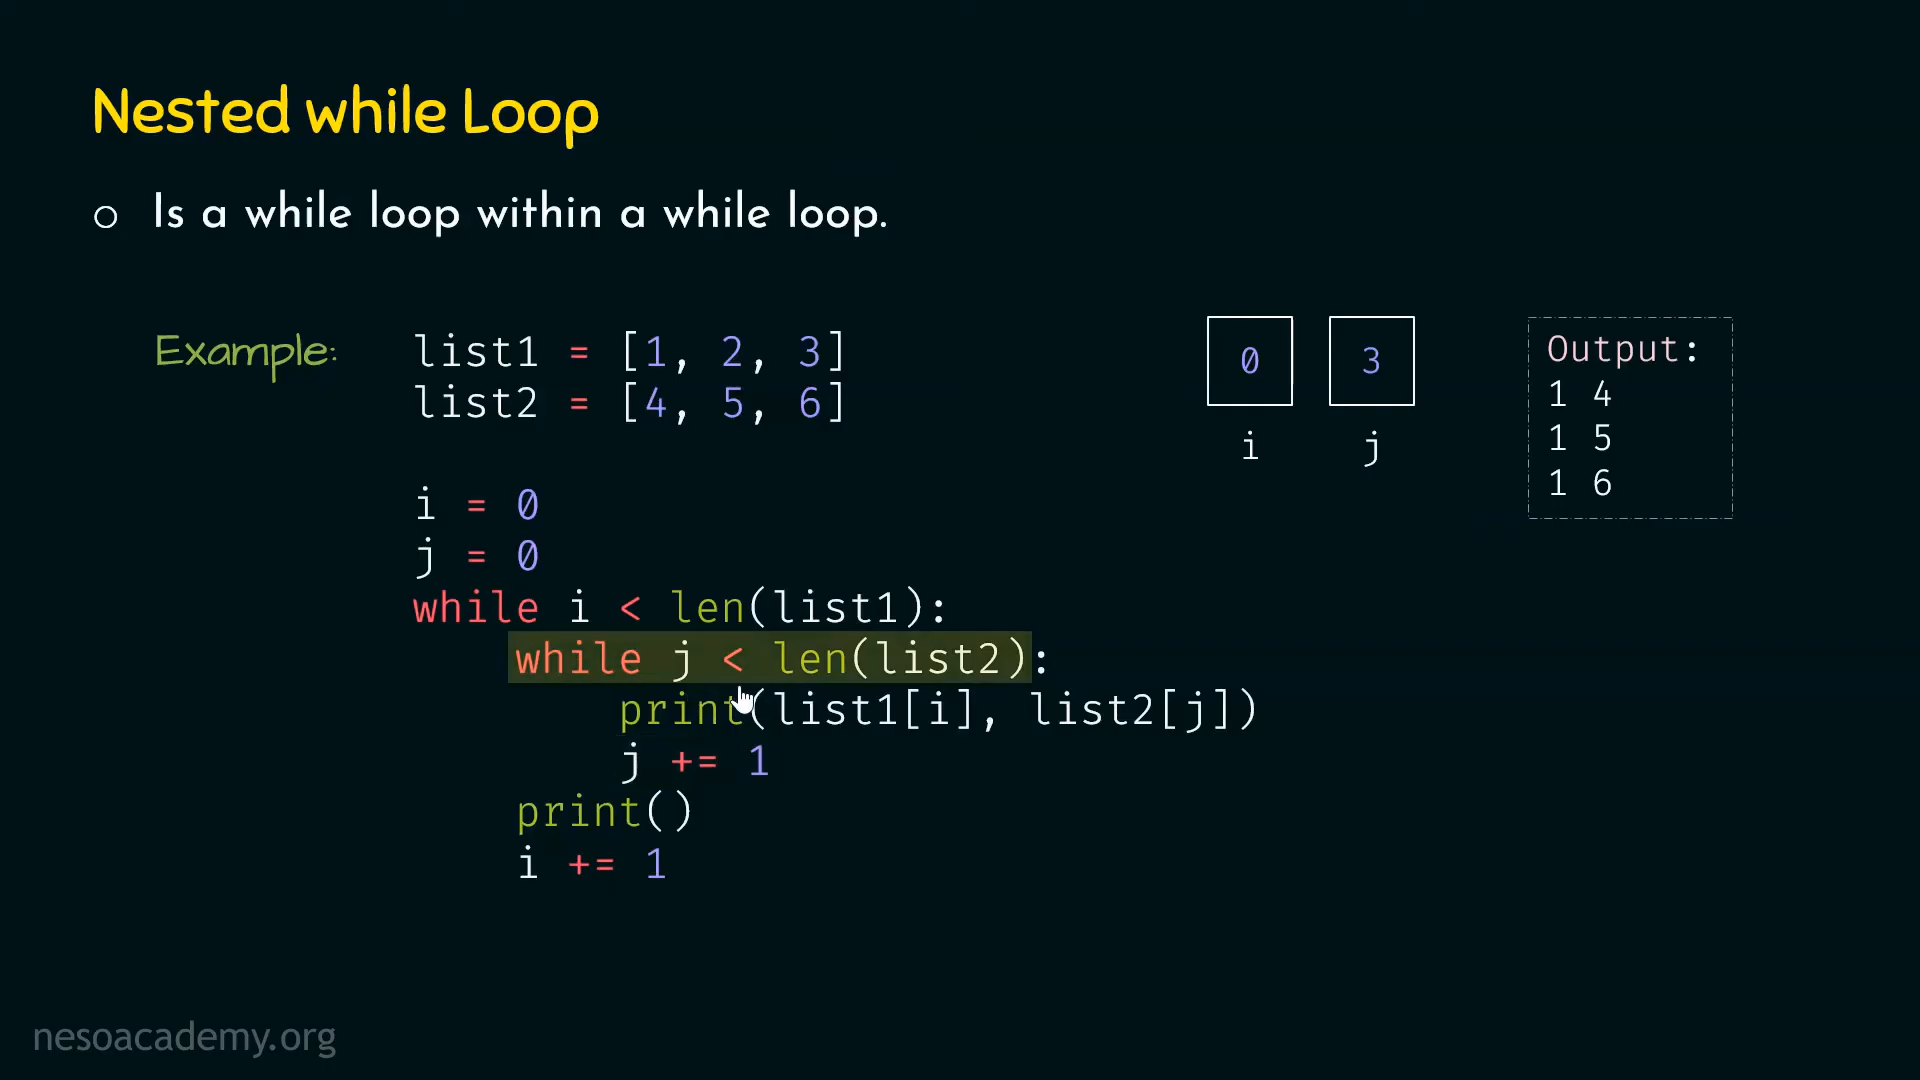 Nested while Loop
Is a while loop within a while loop.
Example:
list1 = [1, 2, 3]
list2 = [4, 5, 6]
i = 0
j = 0
while i < len(list1):
    while j < len(list2):
        print(list1[i], list2[j])
        j += 1
    print()
    i += 1
0 3
i j
Output:
1 4
1 5
1 6
nesoacademy.org